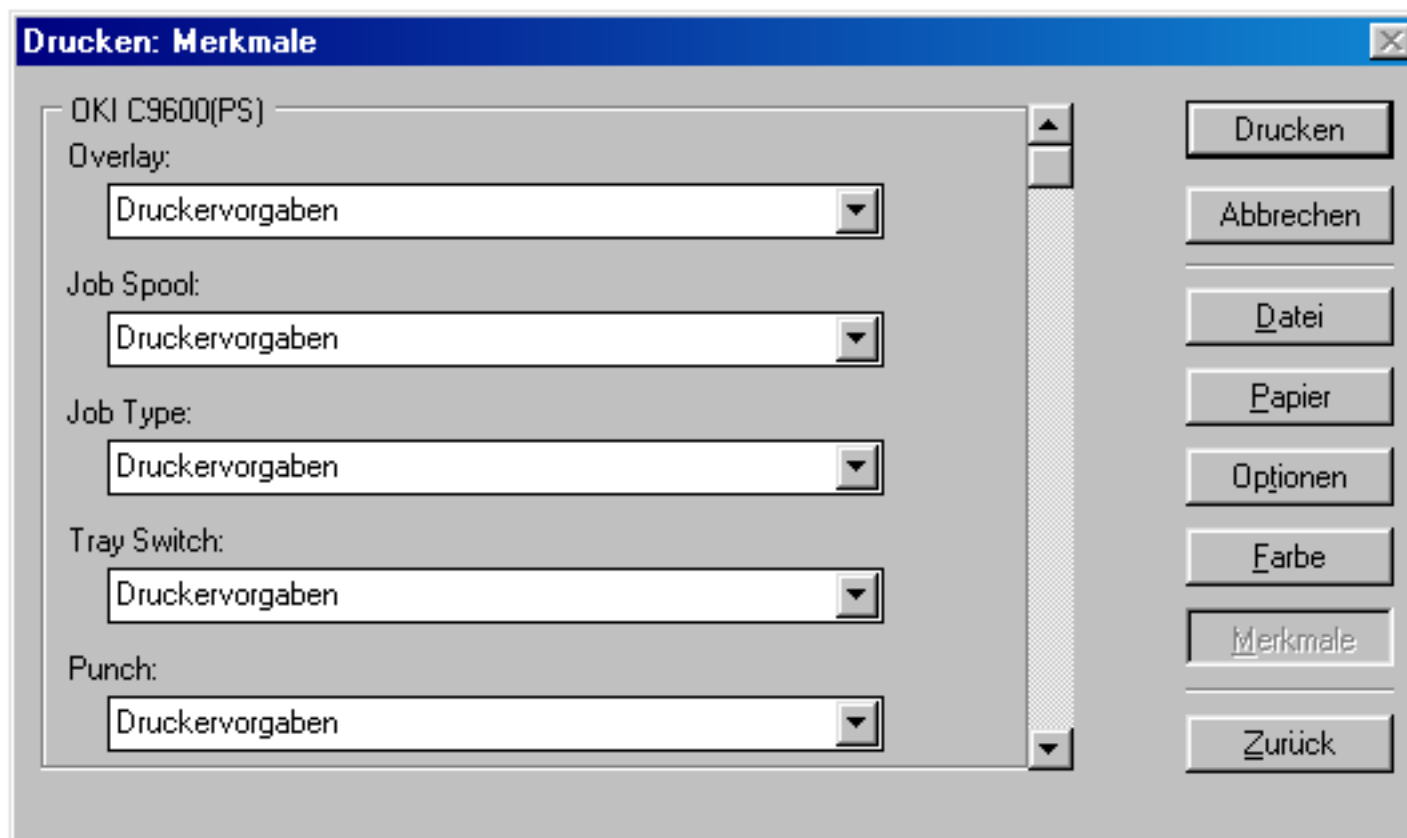 Drucken: Merkmale
OKI C9600(PS)
Overlay:
Druckervorgaben
Job Spool:
Druckervorgaben
Job Type:
Druckervorgaben
Tray Switch:
Druckervorgaben
Punch:
Druckervorgaben
Drucken
Abbrechen
Datei
Papier
Optionen
Farbe
Merkmale
Zurück